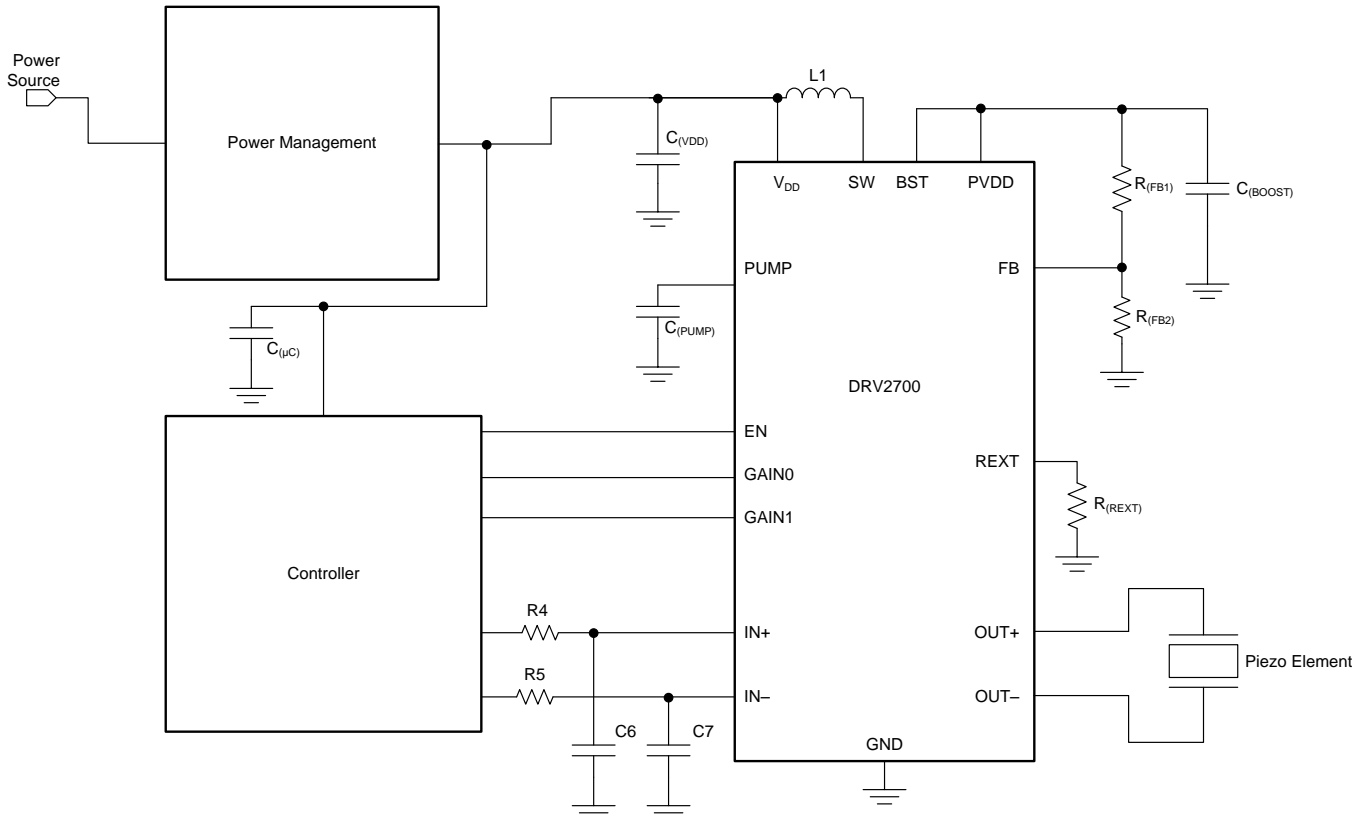 Power
Source
Power Management
L1
C(VDD)
VDD
SW
BST
PVDD
R(FB1)
C(BOOST)
PUMP
FB
C(PUMP)
R(FB2)
C(µC)
DRV2700
EN
GAIN0
GAIN1
REXT
R(REXT)
Controller
R4
IN+
OUT+
Piezo Element
R5
IN–
OUT–
C6
C7
GND